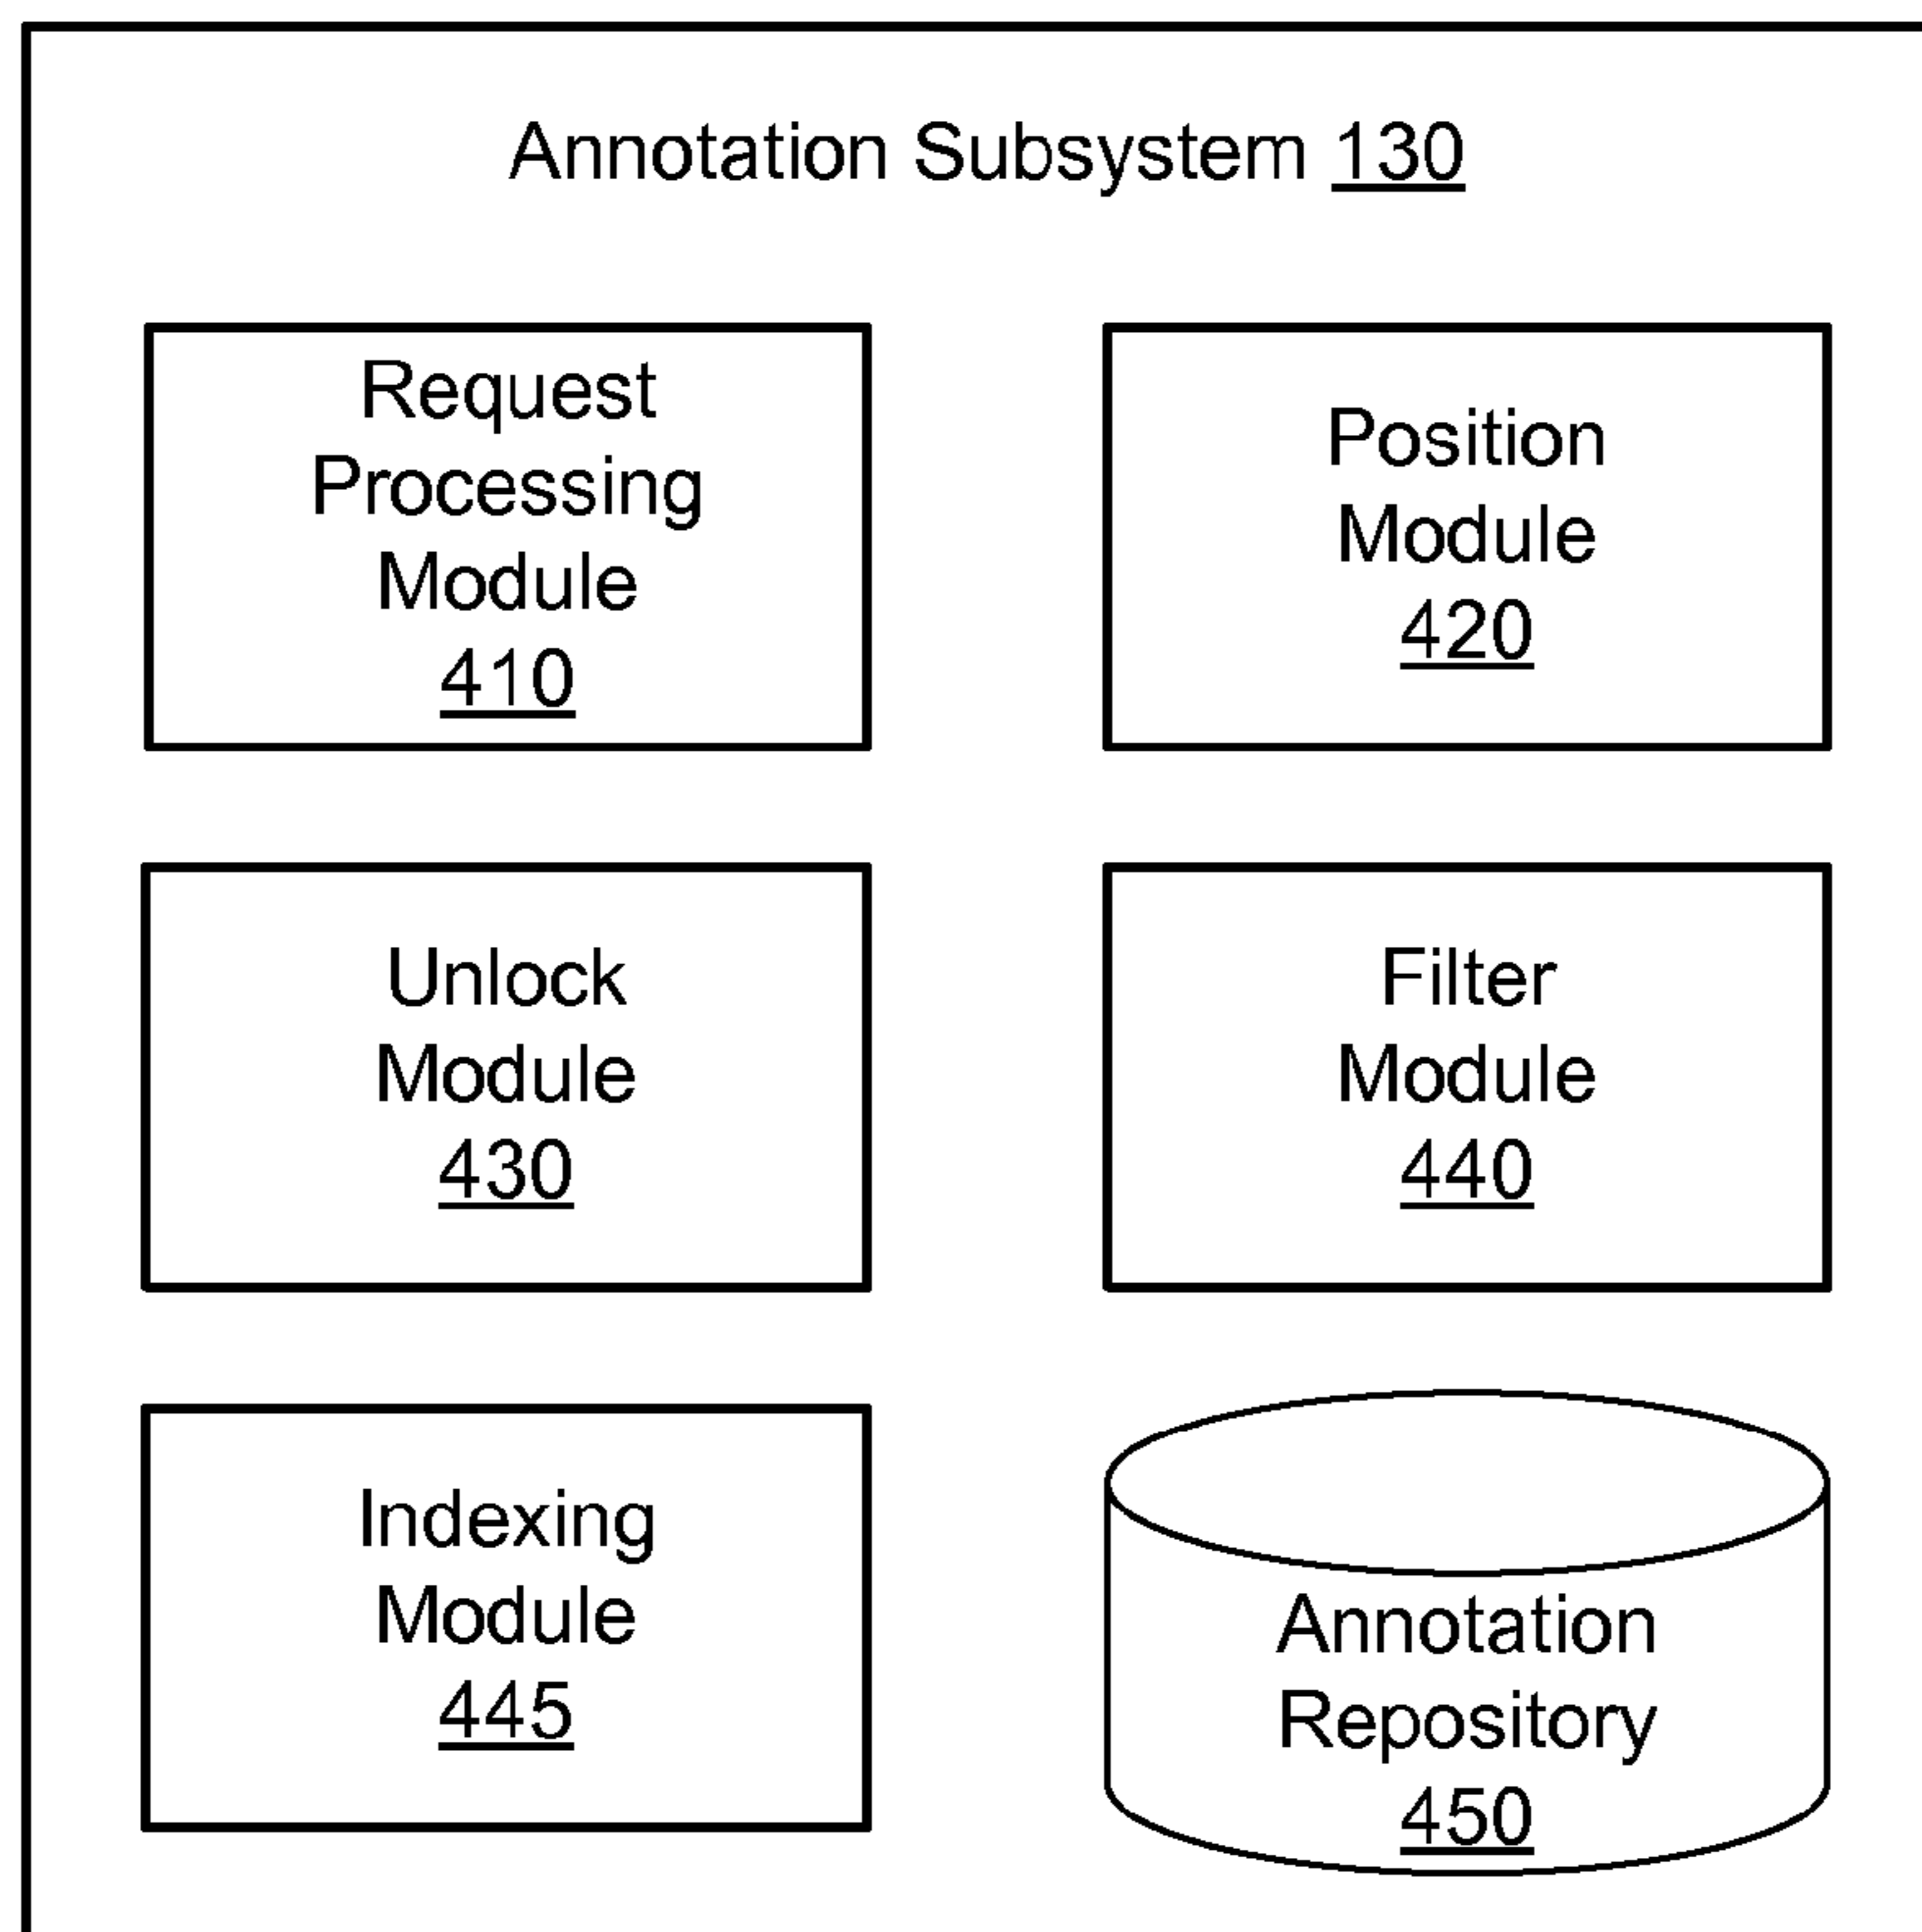 Annotation Subsystem 130
Request
Processing
Module
410
Position
Module
420
Unlock
Module
430
Filter
Module
440
Indexing
Module
445
Annotation
Repository
450